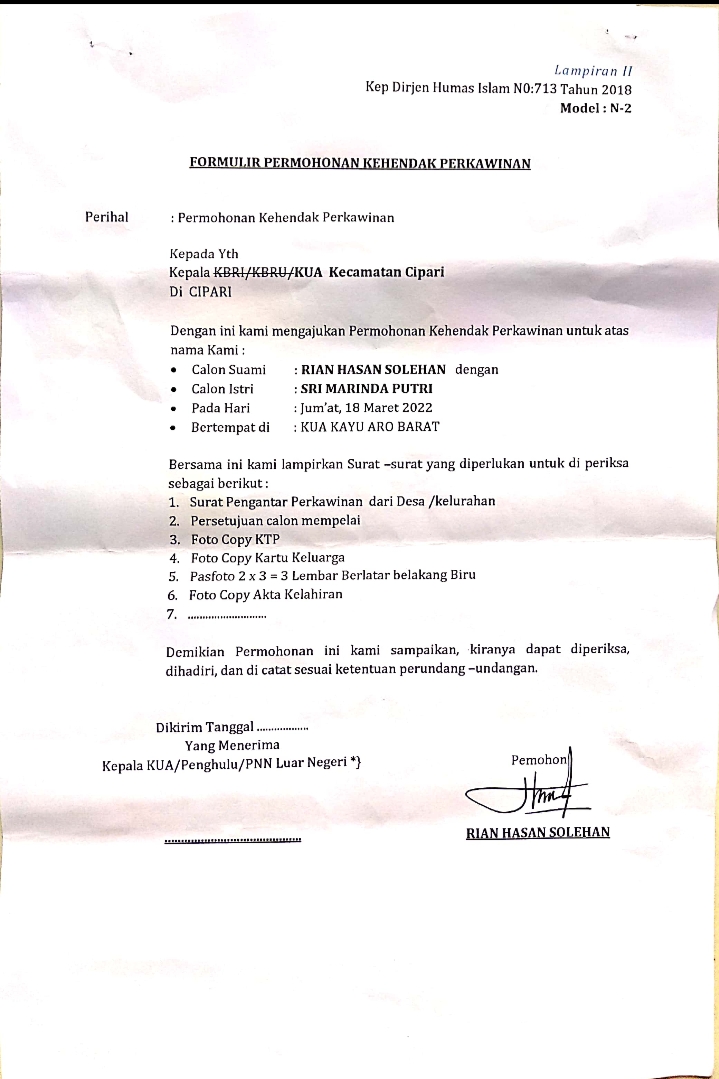 Lampiran II
Kep Dirjen Humas Islam N0:713 Tahun 2018
Model : N-2
FORMULIR PERMOHONAN KEHENDAK PERKAWINAN
Perihal : Permohonan Kehendak Perkawinan
Kepada Yth
Kepala KBRI/KBRU/KUA Kecamatan Cipari
Di CIPARI
Dengan ini kami mengajukan Permohonan Kehendak Perkawinan untuk atas
nama Kami :
• Calon Suami : RIAN HASAN SOLEHAN dengan
• Calon Istri : SRI MARINDA PUTRI
• Pada Hari : Jum’at, 18 Maret 2022
• Bertempat di : KUA KAYU ARO BARAT
Bersama ini kami lampirkan Surat –surat yang diperlukan untuk di periksa
sebagai berikut :
1. Surat Pengantar Perkawinan dari Desa /kelurahan
2. Persetujuan calon mempelai
3. Foto Copy KTP
4. Foto Copy Kartu Keluarga
5. Pasfoto 2 x 3 = 3 Lembar Berlatar belakang Biru
6. Foto Copy Akta Kelahiran
7. ............................
Demikian Permohonan ini kami sampaikan, kiranya dapat diperiksa,
dihadiri, dan di catat sesuai ketentuan perundang –undangan.
Dikirim Tanggal ..................
Yang Menerima
Kepala KUA/Penghulu/PNN Luar Negeri *}
Pemohon
RIAN HASAN SOLEHAN